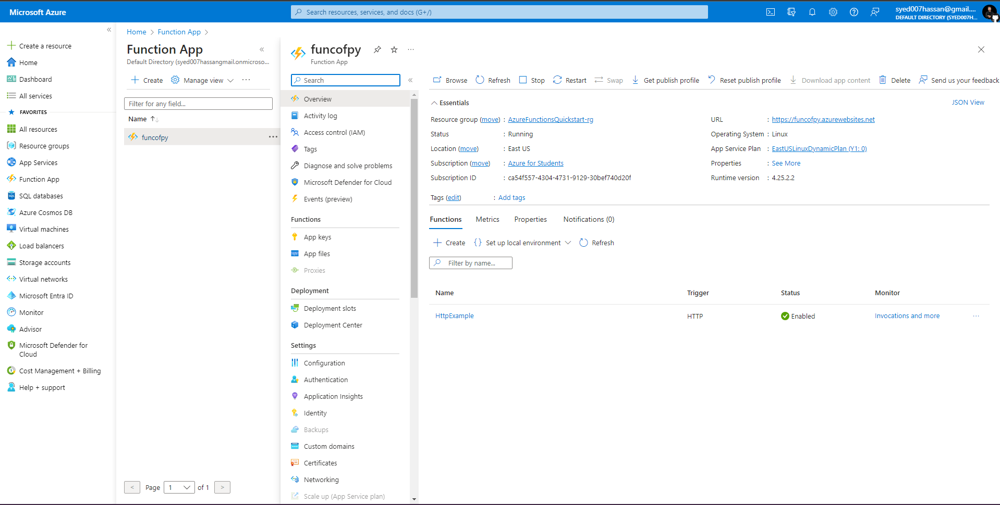 Microsoft Azure
Search resources, services, and docs (G+/)
syed007hassan@gmail....
DEFAULT DIRECTORY (SYED007H...
«
Create a resource
Home
Dashboard
All services
FAVORITES
All resources
Resource groups
App Services
Function App
SQL databases
Azure Cosmos DB
Virtual machines
Load balancers
Storage accounts
Virtual networks
Microsoft Entra ID
Monitor
Advisor
Microsoft Defender for
Cloud
Cost Management + Billing
Help + support
Home > Function App >
Function App «
Default Directory (syed007hassangmail.onmicroso...
Create Manage view ...
Filter for any field...
Name ↑↓
funcofpy ...
< Page 1 of 1 >
funcofpy ...
Function App
Search «
Overview
Activity log
Access control (IAM)
Tags
Diagnose and solve problems
Microsoft Defender for Cloud
Events (preview)
Functions
App keys
App files
Proxies
Deployment
Deployment slots
Deployment Center
Settings
Configuration
Authentication
Application Insights
Identity
Backups
Custom domains
Certificates
Networking
Scale up (App Service plan)
Browse Refresh Stop Restart Swap Get publish profile Reset publish profile Download app content Delete Send us your feedback
Essentials JSON View
Resource group (move) : AzureFunctionsQuickstart-rg
Status : Running
Location (move) : East US
Subscription (move) : Azure for Students
Subscription ID : ca54f557-4304-4731-9129-30bef740d20f
Tags (edit) : Add tags
URL : https://funcofpy.azurewebsites.net
Operating System : Linux
App Service Plan : EastUSLinuxDynamicPlan (Y1: 0)
Properties : See More
Runtime version : 4.25.2.2
Functions Metrics Properties Notifications (0)
Create {} Set up local environment Refresh
Filter by name...
Name Trigger Status Monitor
HttpExample HTTP Enabled Invocations and more ...